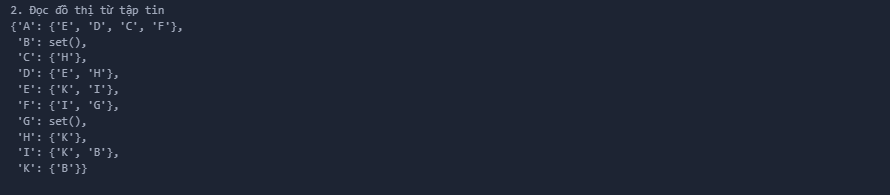 2. Đọc đồ thị từ tập tin
{'A': {'E', 'D', 'C', 'F'},
 'B': set(),
 'C': {'H'},
 'D': {'E', 'H'},
 'E': {'K', 'I'},
 'F': {'I', 'G'},
 'G': set(),
 'H': {'K'},
 'I': {'K', 'B'},
 'K': {'B'}}